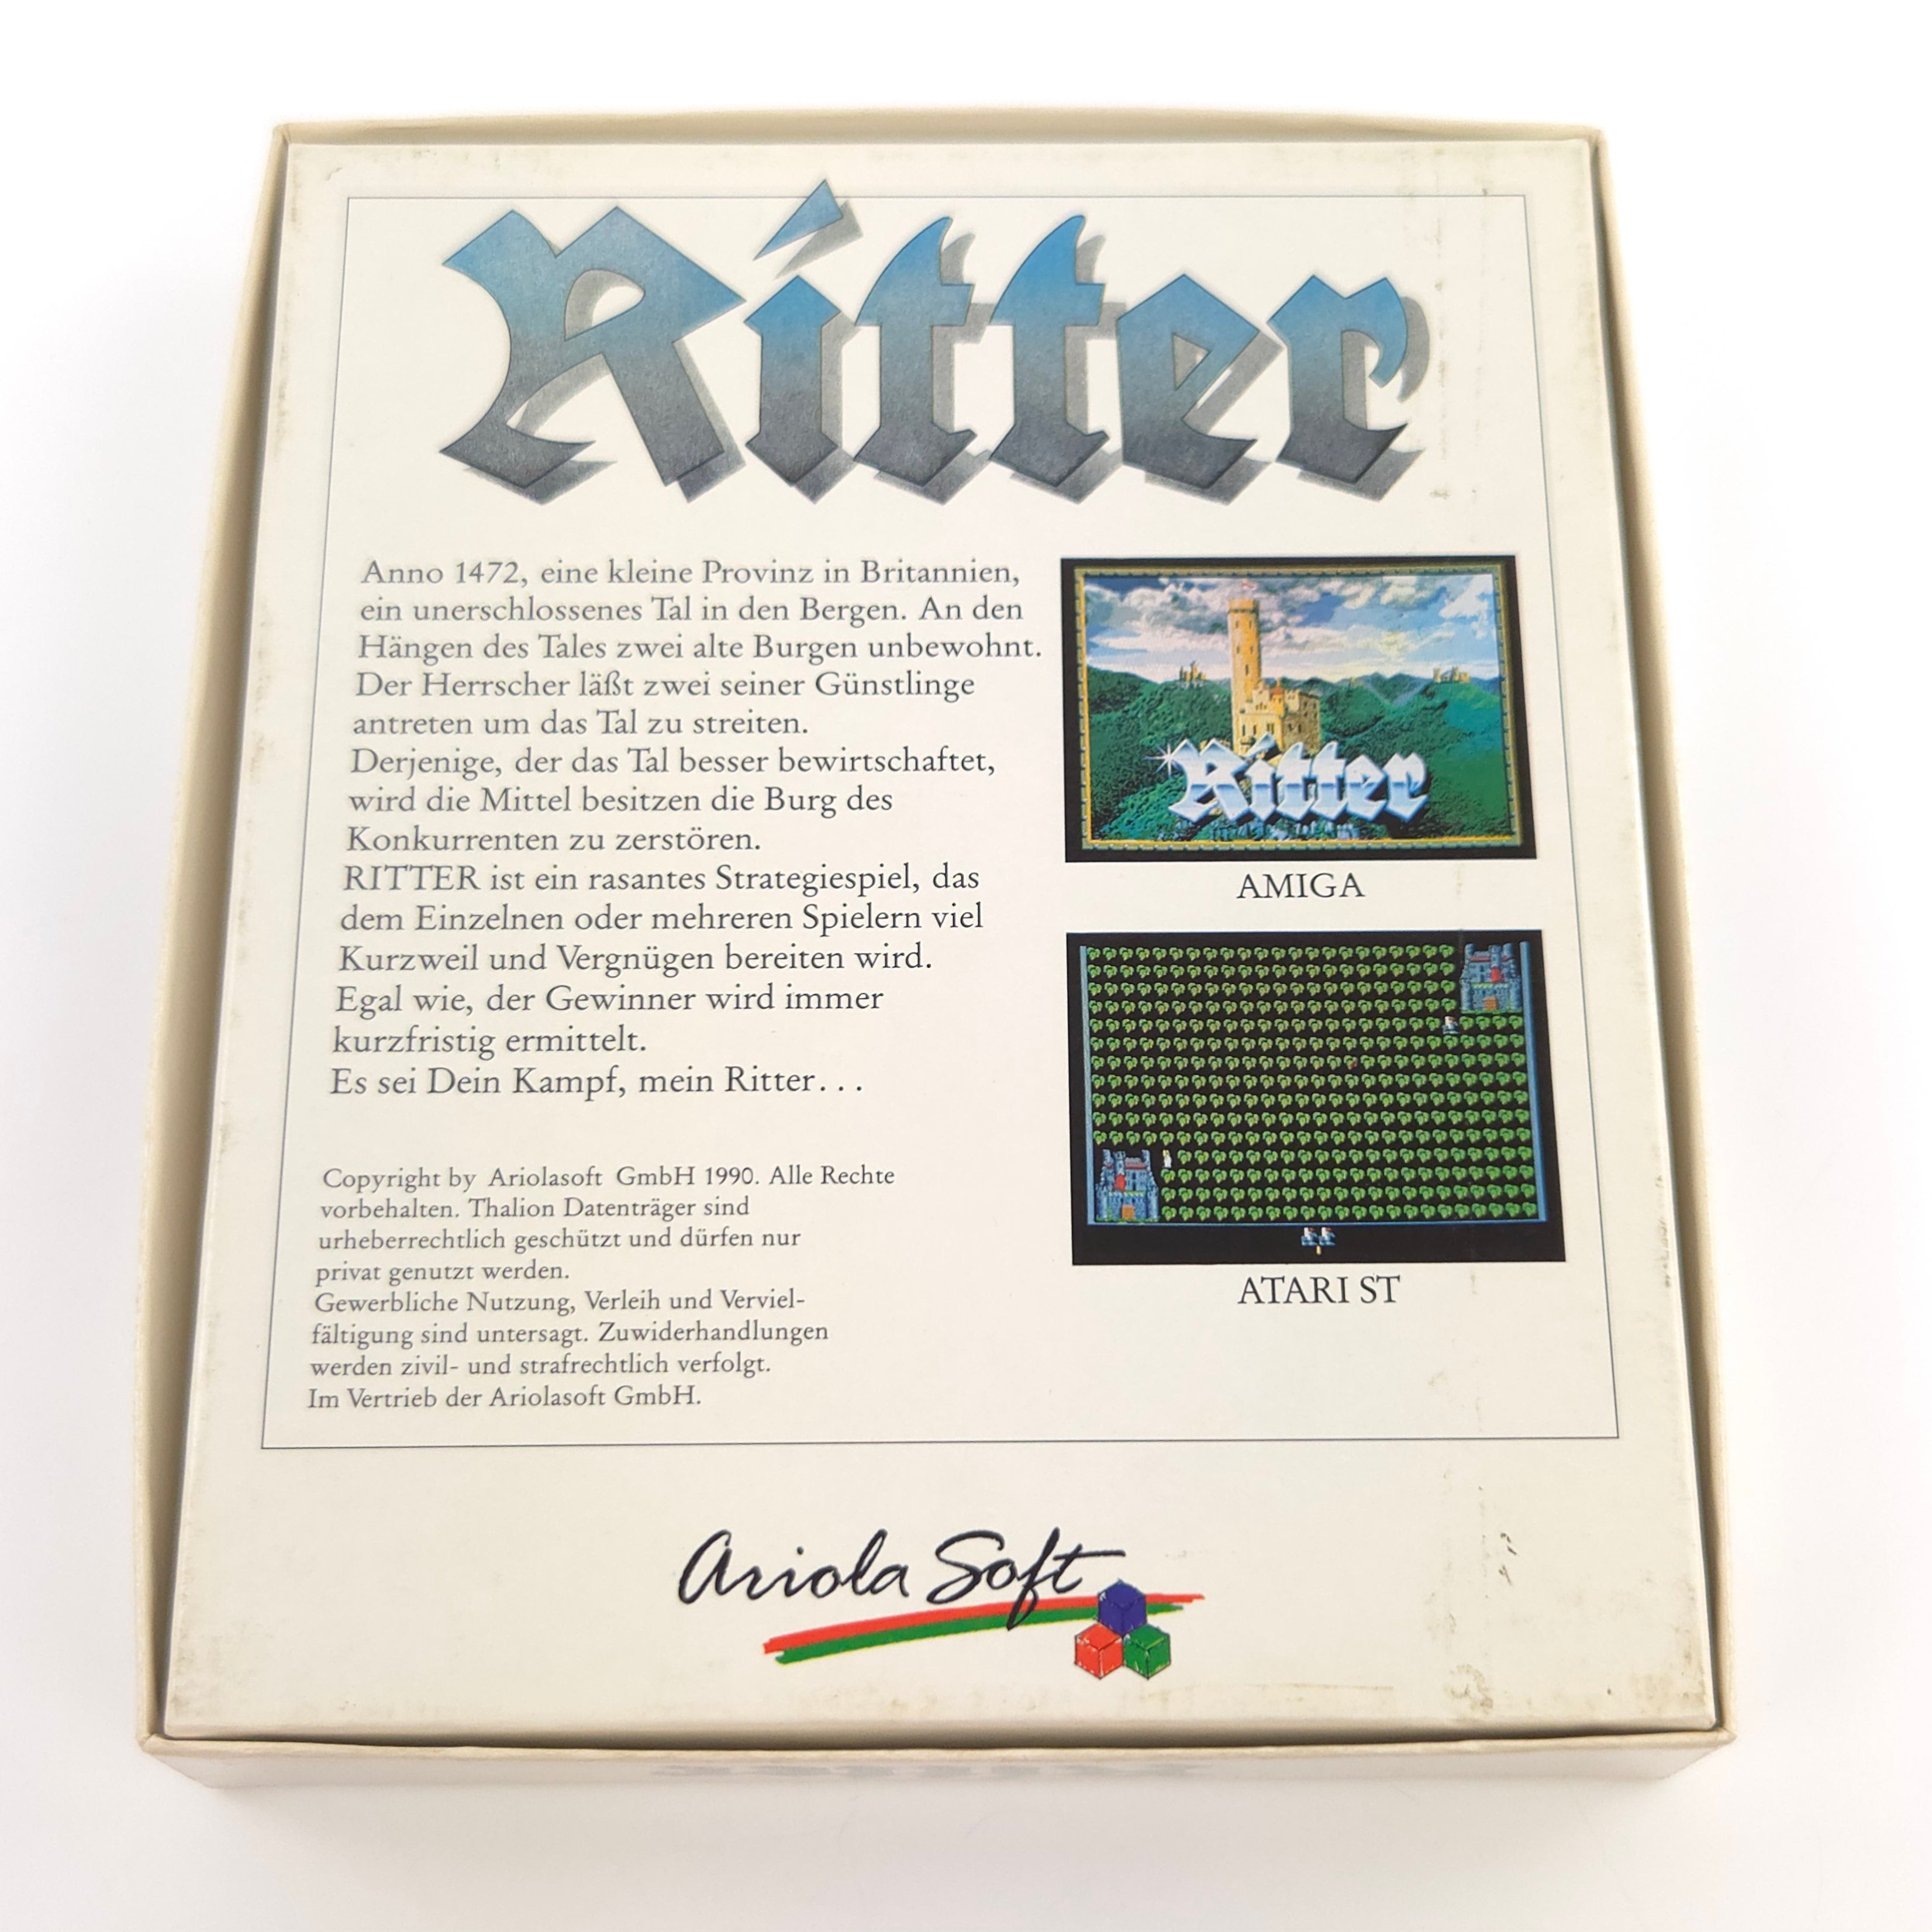 Ritter
Anno 1472, eine kleine Provinz in Britannien,
ein unerschlossenes Tal in den Bergen. An den
Hängen des Tales zwei alte Burgen unbewohnt.
Der Herrscher läßt zwei seiner Günstlinge
antreten um das Tal zu streiten.
Derjenige, der das Tal besser bewirtschaftet,
wird die Mittel besitzen die Burg des
Konkurrenten zu zerstören.
RITTER ist ein rasantes Strategiespiel, das
dem Einzelnen oder mehreren Spielern viel
Kurzweil und Vergnügen bereiten wird.
Egal wie, der Gewinner wird immer
kurzfristig ermittelt.
Es sei Dein Kampf, mein Ritter...
Copyright by Ariolasoft GmbH 1990. Alle Rechte
vorbehalten. Thalion Datenträger sind
urheberrechtlich geschützt und dürfen nur
privat genutzt werden.
Gewerbliche Nutzung, Verleih und Verviel-
fältigung sind untersagt. Zuwiderhandlungen
werden zivil- und strafrechtlich verfolgt.
Im Vertrieb der Ariolasoft GmbH.
Ritter
AMIGA
ATARI ST
Ariola Soft